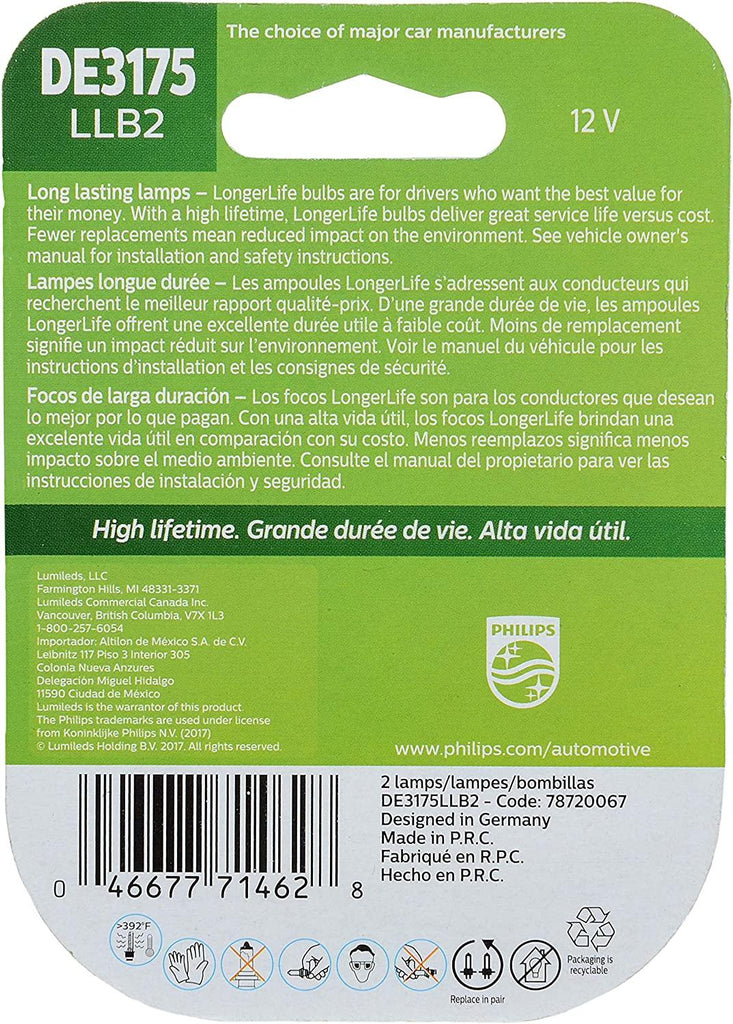 The choice of major car manufacturers
DE3175
LLB2
12 V
Long lasting lamps – LongerLife bulbs are for drivers who want the best value for
their money. With a high lifetime, LongerLife bulbs deliver great service life versus cost.
Fewer replacements mean reduced impact on the environment. See vehicle owner's
manual for installation and safety instructions.
Lampes longue durée – Les ampoules LongerLife s'adressent aux conducteurs qui
recherchent le meilleur rapport qualité-prix. D'une grande durée de vie, les ampoules
LongerLife offrent une excellente durée utile à faible coût. Moins de remplacement
signifie un impact réduit sur l'environnement. Voir le manuel du véhicule pour les
instructions d'installation et les consignes de sécurité.
Focos de larga duración – Los focos LongerLife son para los conductores que desean
lo mejor por lo que pagan. Con una alta vida útil, los focos LongerLife brindan una
excelente vida útil en comparación con su costo. Menos reemplazos significa menos
impacto sobre el medio ambiente. Consulte el manual del propietario para ver las
instrucciones de instalación y seguridad.
High lifetime. Grande durée de vie. Alta vida útil.
Lumileds, LLC
Farmington Hills, MI 48331-3371
Lumileds Commercial Canada Inc.
Vancouver, British Columbia, V7X 1L3
1-800-257-6054
Importador: Altilon de México S.A. de C.V.
Leibnitz 117 Piso 3 Interior 305
Colonia Nueva Anzures
Delegación Miguel Hidalgo
11590 Ciudad de México
Lumileds is the warrantor of this product.
The Philips trademarks are used under license
from Koninklijke Philips N.V. (2017)
© Lumileds Holding B.V. 2017. All rights reserved.
PHILIPS
www.philips.com/automotive
2 lamps/lampes/bombillas
DE3175LLB2 - Code: 78720067
Designed in Germany
Made in P.R.C.
Fabriqué en R.P.C.
Hecho en P.R.C.
0 46677 71462 8
>392°F
Replace in pair
Packaging is
recyclable